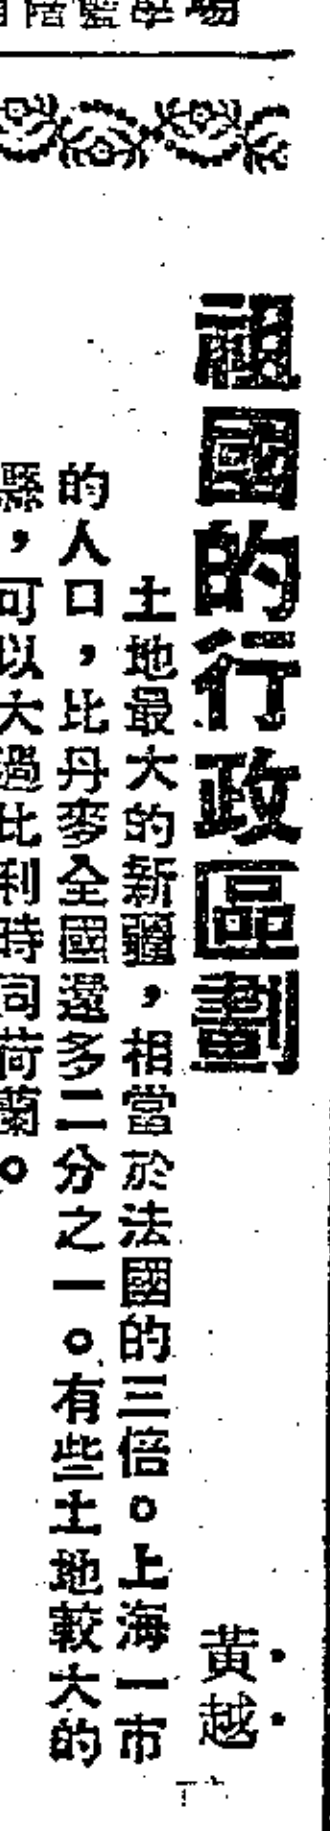 祖國的行政區劃
黃越
土地最大的新疆，相當於法國的三倍。上海一市
的人口，比丹麥全國還多二分之一。有些土地較大的
縣，可以大過比利時同荷蘭。